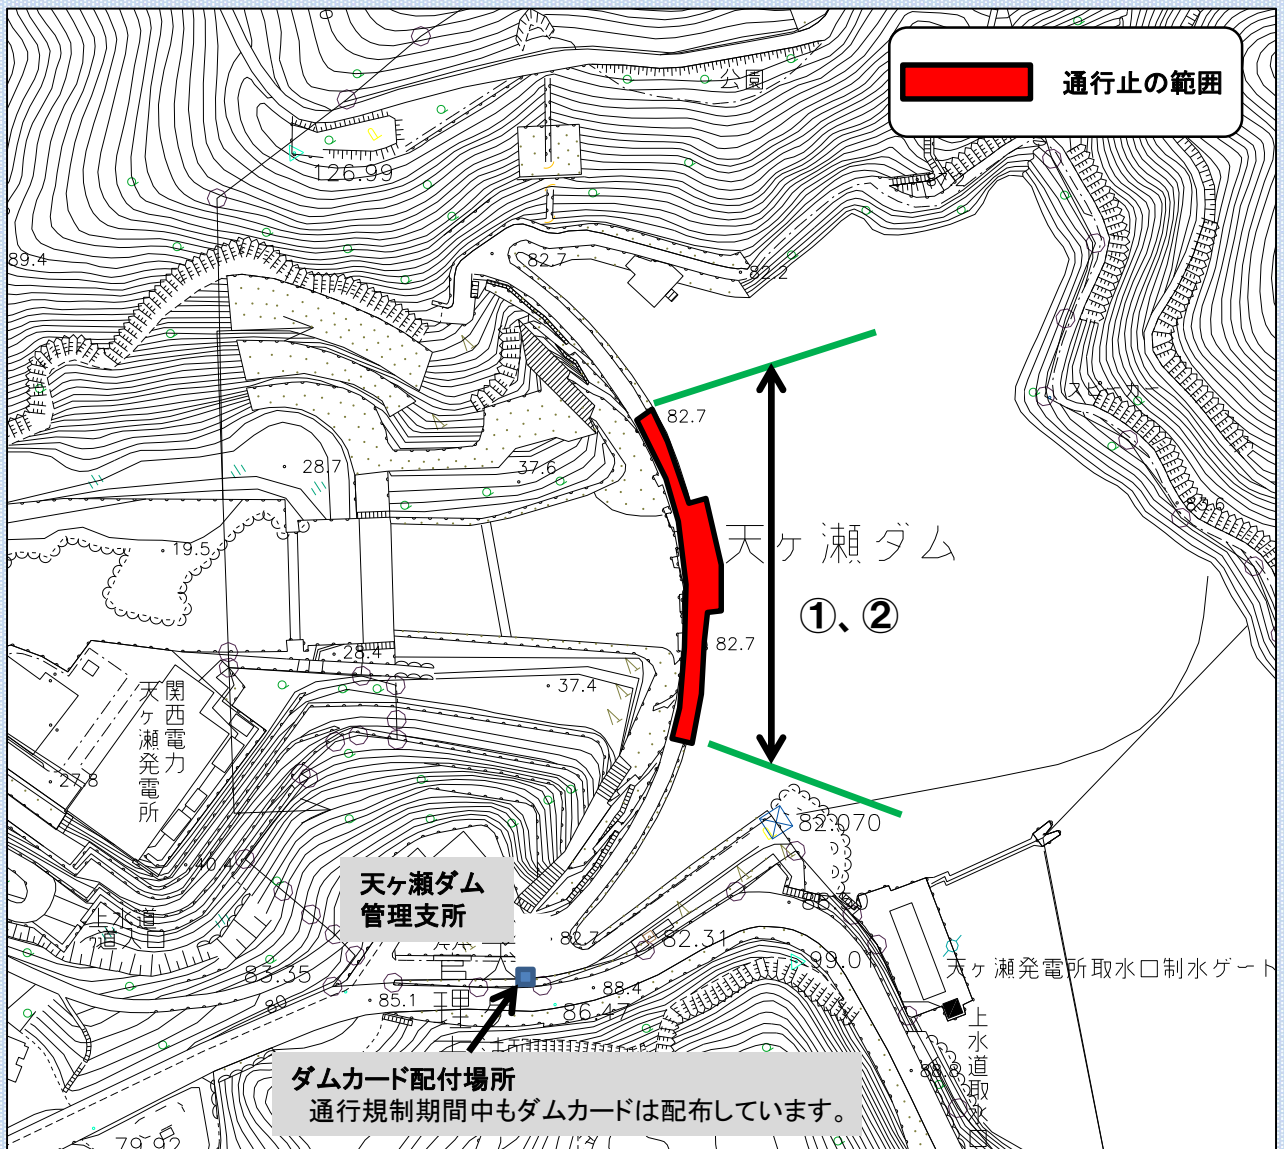 通行止の範囲
公園
126.99
89.4
82.7
82.2
スピーカー
82.7
28.7
37.6
19.5
天ヶ瀬ダム
①、②
82.7
28.4
37.4
関西電力
天ヶ瀬発電所
27.8
82.070
40.4
天ヶ瀬ダム
管理支所
上水道
82.7
82.31
83.35
99.01
天ヶ瀬発電所取水口制水ゲート
80
85.1
88.4
86.47
管理
上水道取水口
88.8
ダムカード配付場所
通行規制期間中もダムカードは配布しています。
79.92